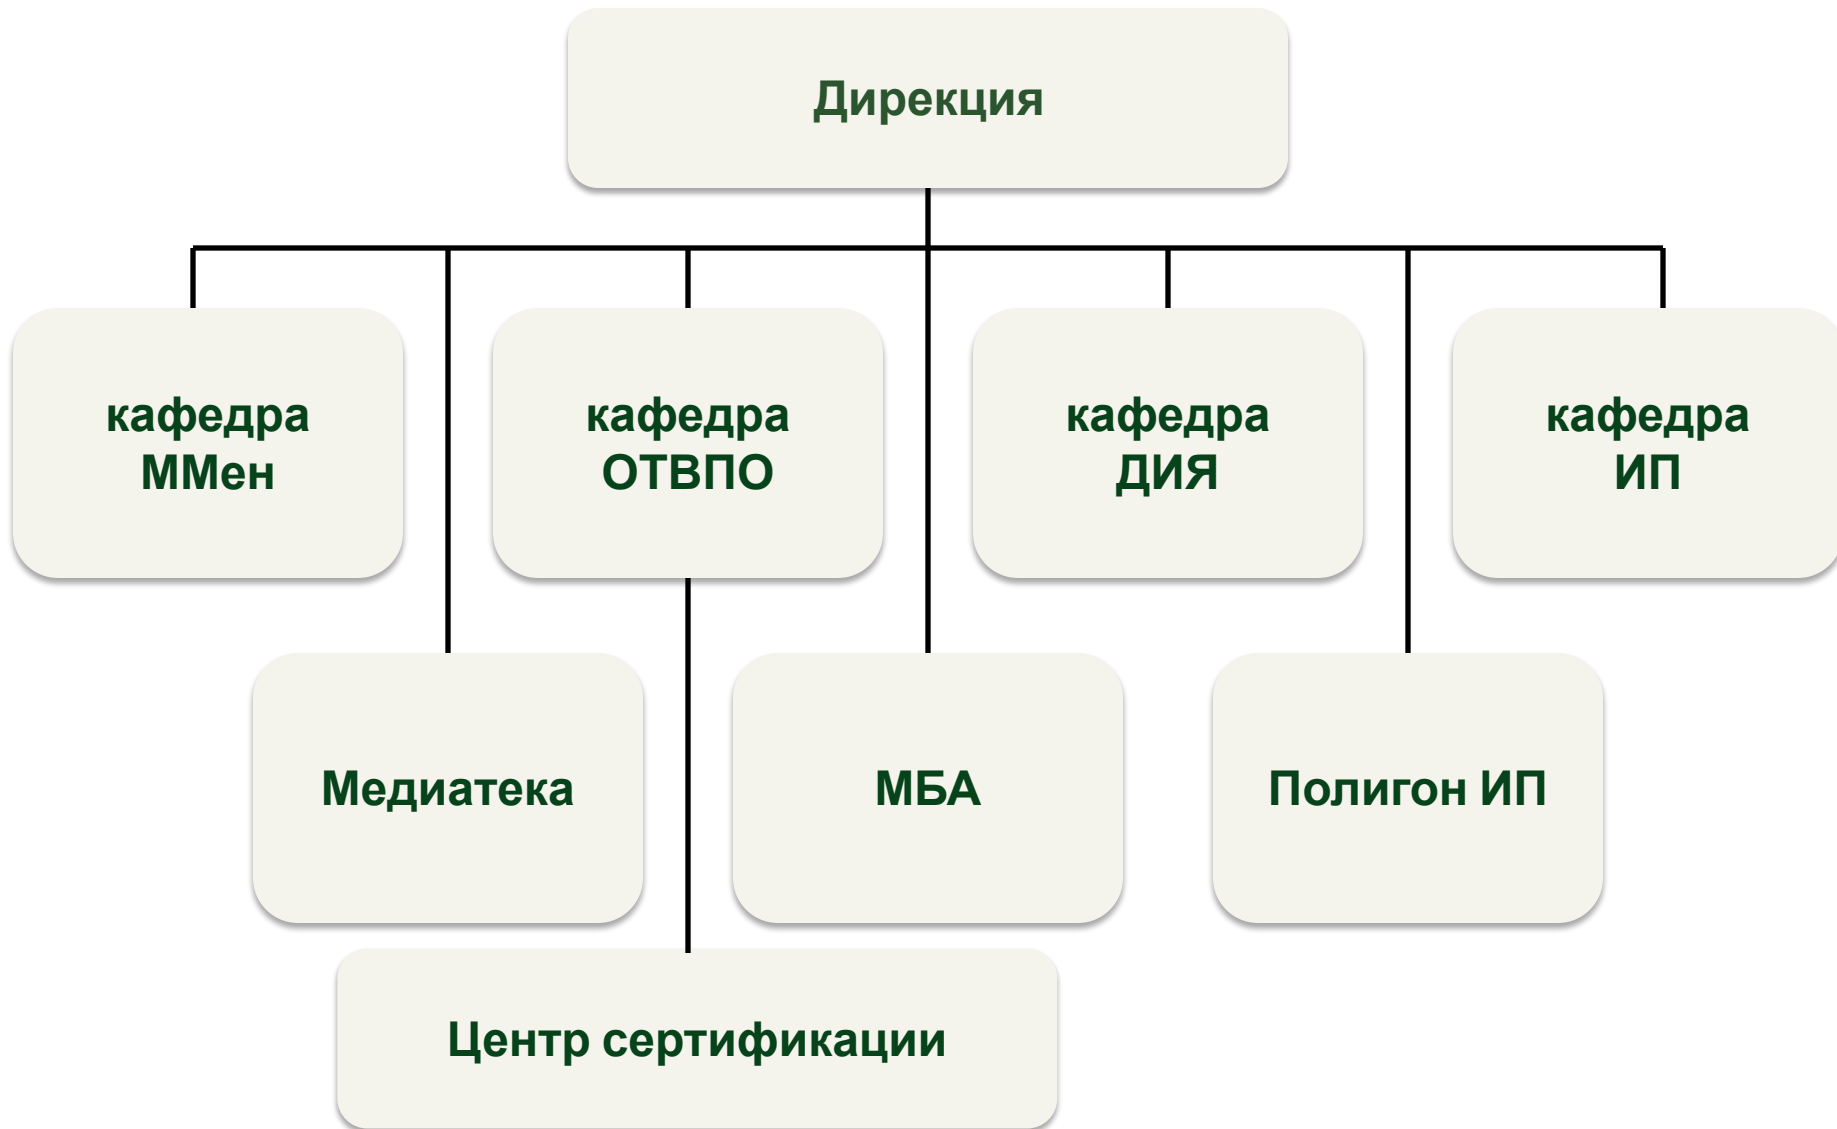 Дирекция
кафедра
ММен
кафедра
ОТВПО
кафедра
ДИЯ
кафедра
ИП
Медиатека
МБА
Полигон ИП
Центр сертификации